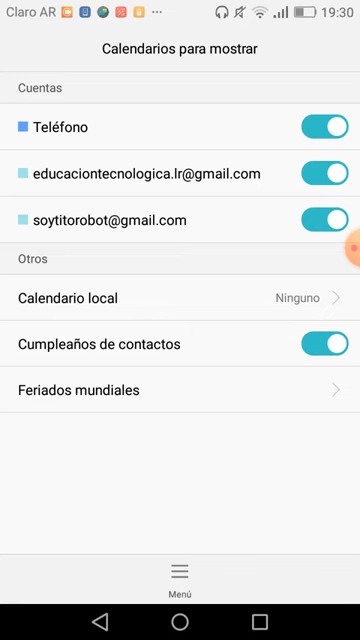 Claro AR ... 19:30
Calendarios para mostrar
Cuentas
Teléfono
educaciontecnologica.lr@gmail.com
soytitorobot@gmail.com
Otros
Calendario local Ninguno
Cumpleaños de contactos
Feriados mundiales
Menú